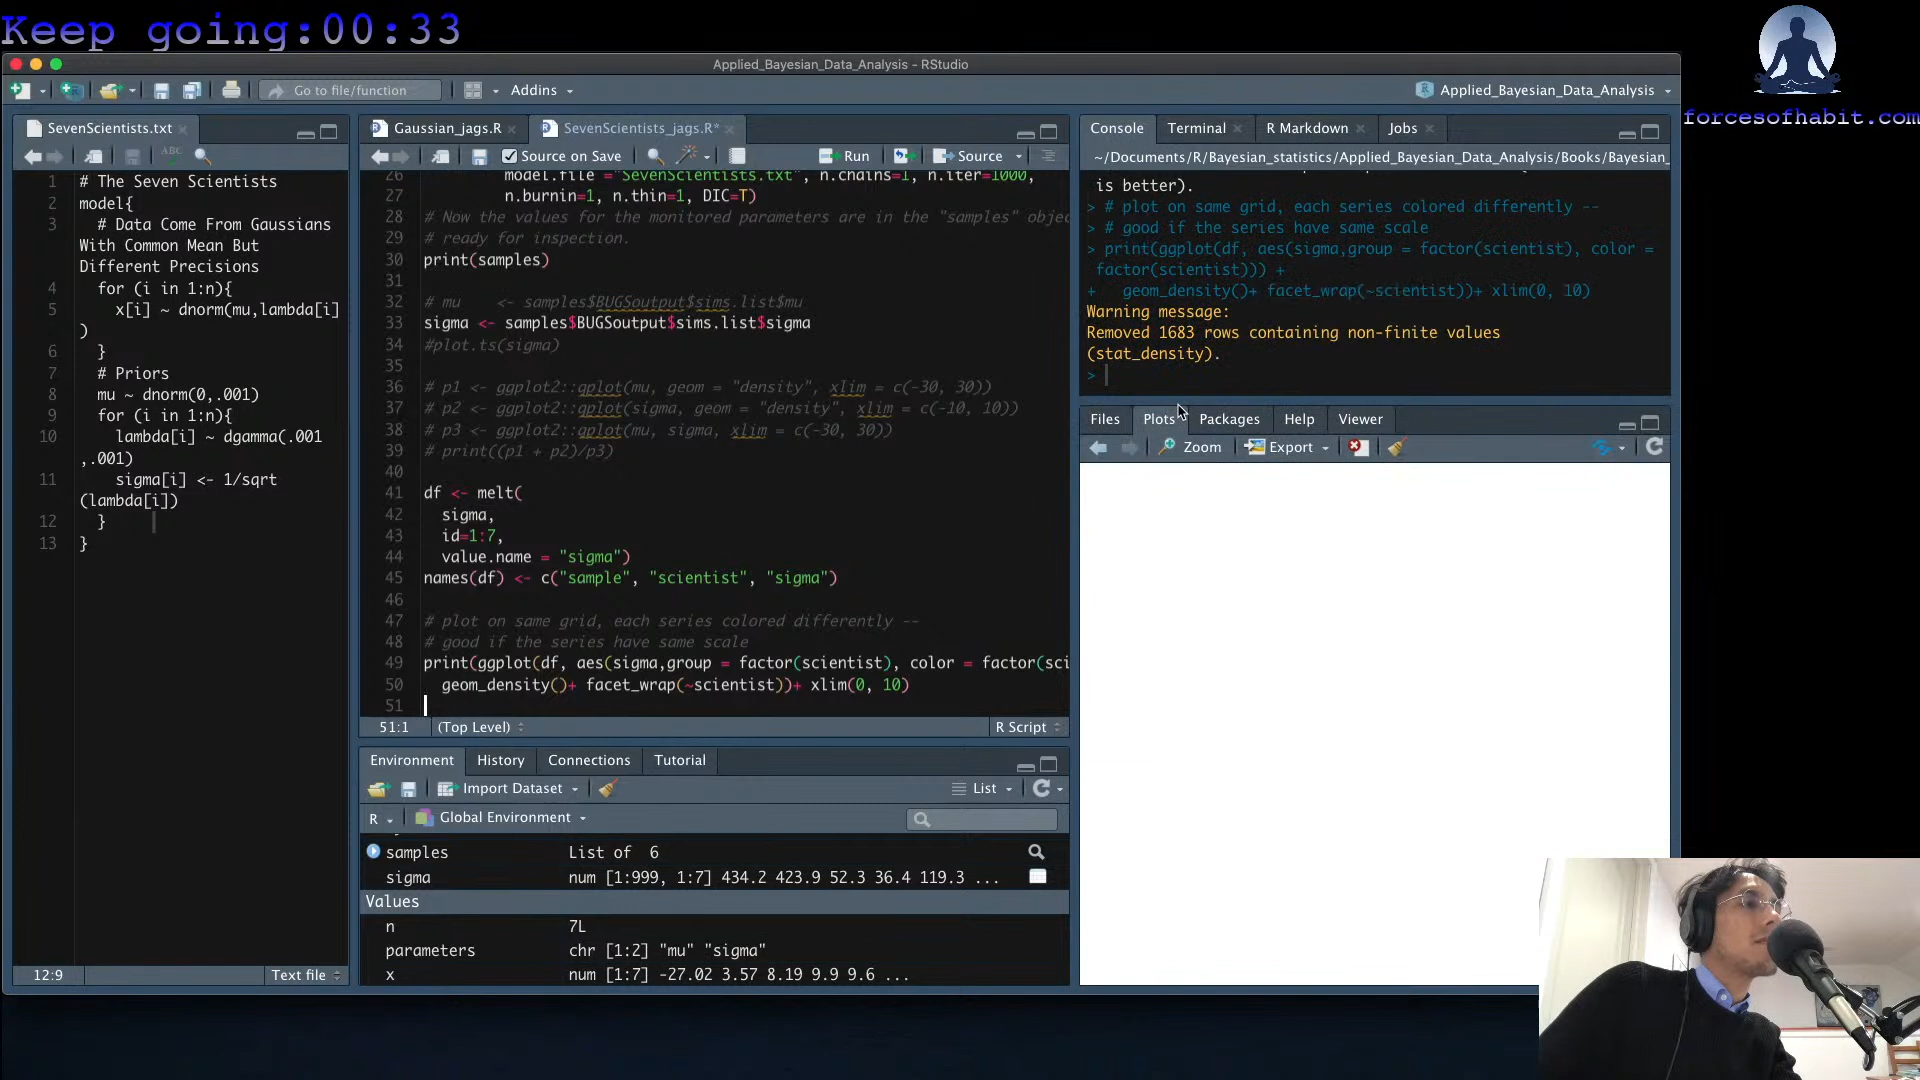 Keep going:00:33
Applied_Bayesian_Data_Analysis - RStudio
forcesofhabit.com
Go to file/function
Addins
Applied_Bayesian_Data_Analysis
SevenScientists.txt
1 # The Seven Scientists
2 model{
3 # Data Come From Gaussians
With Common Mean But
Different Precisions
4 for (i in 1:n){
5 x[i] ~ dnorm(mu,lambda[i]
)
6 }
7 # Priors
8 mu ~ dnorm(0,.001)
9 for (i in 1:n){
10 lambda[i] ~ dgamma(.001
,.001)
11 sigma[i] <- 1/sqrt
(lambda[i])
12 }
13 }
12:9
Text file
Gaussian_jags.R
SevenScientists_jags.R*
Source on Save
Run
Source
26 model.file ="SevenScientists.txt", n.chains=1, n.iter=1000,
27 n.burnin=1, n.thin=1, DIC=T)
28 # Now the values for the monitored parameters are in the "samples" objec
29 # ready for inspection.
30 print(samples)
31
32 # mu <- samples$BUGSoutput$sims.list$mu
33 sigma <- samples$BUGSoutput$sims.list$sigma
34 #plot.ts(sigma)
35
36 # p1 <- ggplot2::qplot(mu, geom = "density", xlim = c(-30, 30))
37 # p2 <- ggplot2::qplot(sigma, geom = "density", xlim = c(-10, 10))
38 # p3 <- ggplot2::qplot(mu, sigma, xlim = c(-30, 30))
39 # print((p1 + p2)/p3)
40
41 df <- melt(
42 sigma,
43 id=1:7,
44 value.name = "sigma")
45 names(df) <- c("sample", "scientist", "sigma")
46
47 # plot on same grid, each series colored differently --
48 # good if the series have same scale
49 print(ggplot(df, aes(sigma,group = factor(scientist), color = factor(sci
50 geom_density()+ facet_wrap(~scientist))+ xlim(0, 10)
51
51:1
(Top Level)
R Script
Environment
History
Connections
Tutorial
Import Dataset
List
R
Global Environment
samples List of 6
sigma num [1:999, 1:7] 434.2 423.9 52.3 36.4 119.3 ...
Values
n 7L
parameters chr [1:2] "mu" "sigma"
x num [1:7] -27.02 3.57 8.19 9.9 9.6 ...
Console
Terminal
R Markdown
Jobs
~/Documents/R/Bayesian_statistics/Applied_Bayesian_Data_Analysis/Books/Bayesian_
is better).
> # plot on same grid, each series colored differently --
> # good if the series have same scale
> print(ggplot(df, aes(sigma,group = factor(scientist), color =
factor(scientist))) +
+ geom_density()+ facet_wrap(~scientist))+ xlim(0, 10)
Warning message:
Removed 1683 rows containing non-finite values
(stat_density).
>
Files
Plots
Packages
Help
Viewer
Zoom
Export